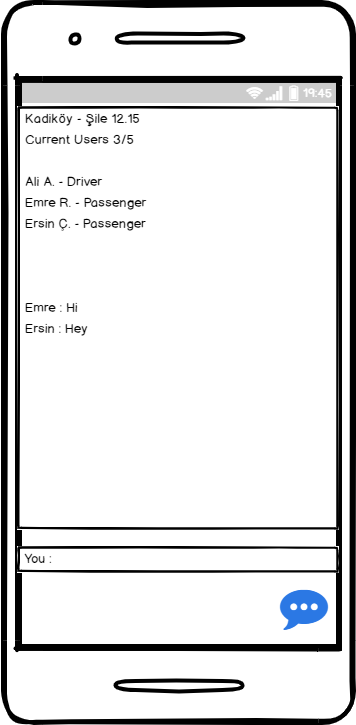 19:45
Kadiköy - Şile 12.15
Current Users 3/5
Ali A. - Driver
Emre R. - Passenger
Ersin Ç. - Passenger
Emre : Hi
Ersin : Hey
You :